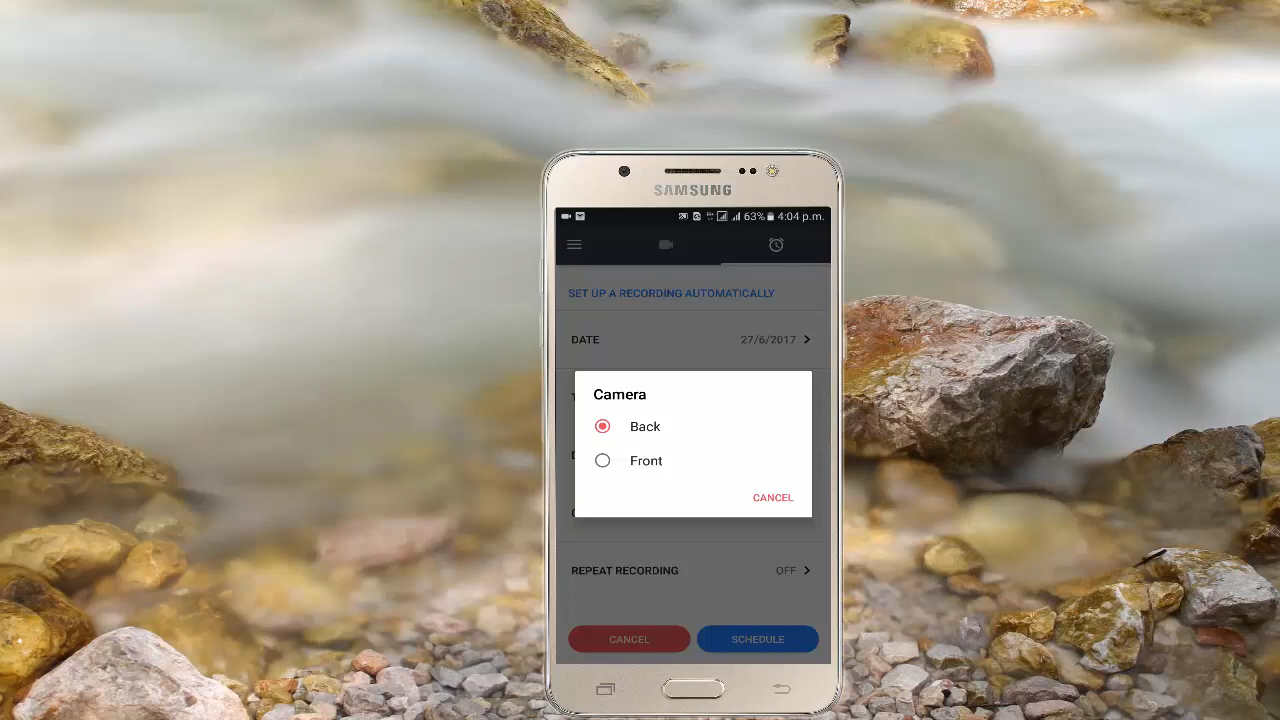 SAMSUNG
63% 4:04 p.m.
SET UP A RECORDING AUTOMATICALLY
DATE 27/6/2017
Camera
Back
Front
CANCEL
REPEAT RECORDING OFF
CANCEL SCHEDULE